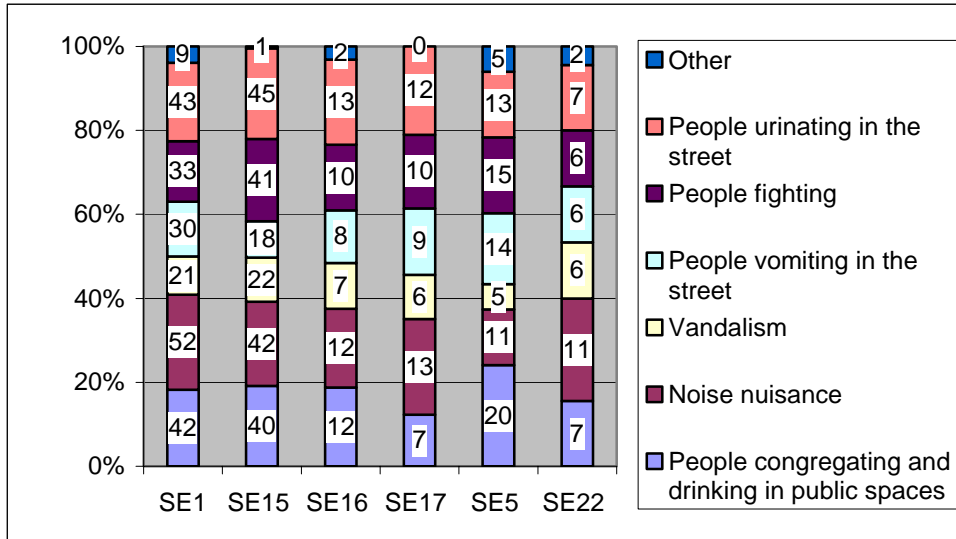 100%
80%
60%
40%
20%
0%
9 1 2 0 5 2
43 45 13 12 13 7
33 41 10 10 15 6
30 18 8 9 14 6
21 22 7 6 5 6
52 42 12 13 11 11
42 40 12 7 20 7
SE1 SE15 SE16 SE17 SE5 SE22
Other
People urinating in the
street
People fighting
People vomiting in the
street
Vandalism
Noise nuisance
People congregating and
drinking in public spaces